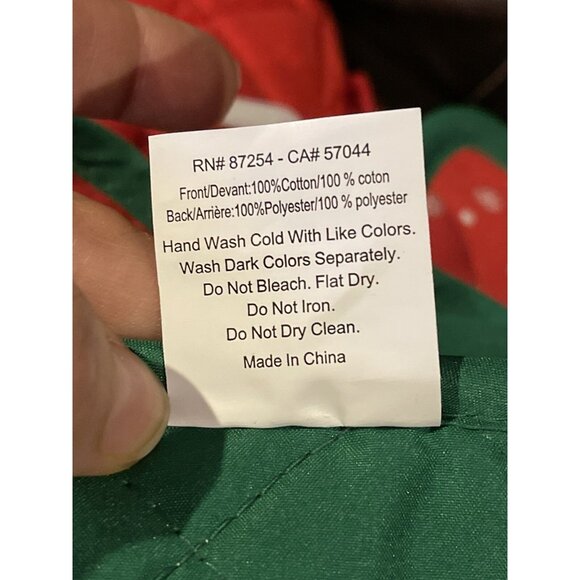 RN# 87254 - CA# 57044
Front/Devant:100%Cotton/100 % coton
Back/Arrière:100%Polyester/100 % polyester
Hand Wash Cold With Like Colors.
Wash Dark Colors Separately.
Do Not Bleach. Flat Dry.
Do Not Iron.
Do Not Dry Clean.
Made In China